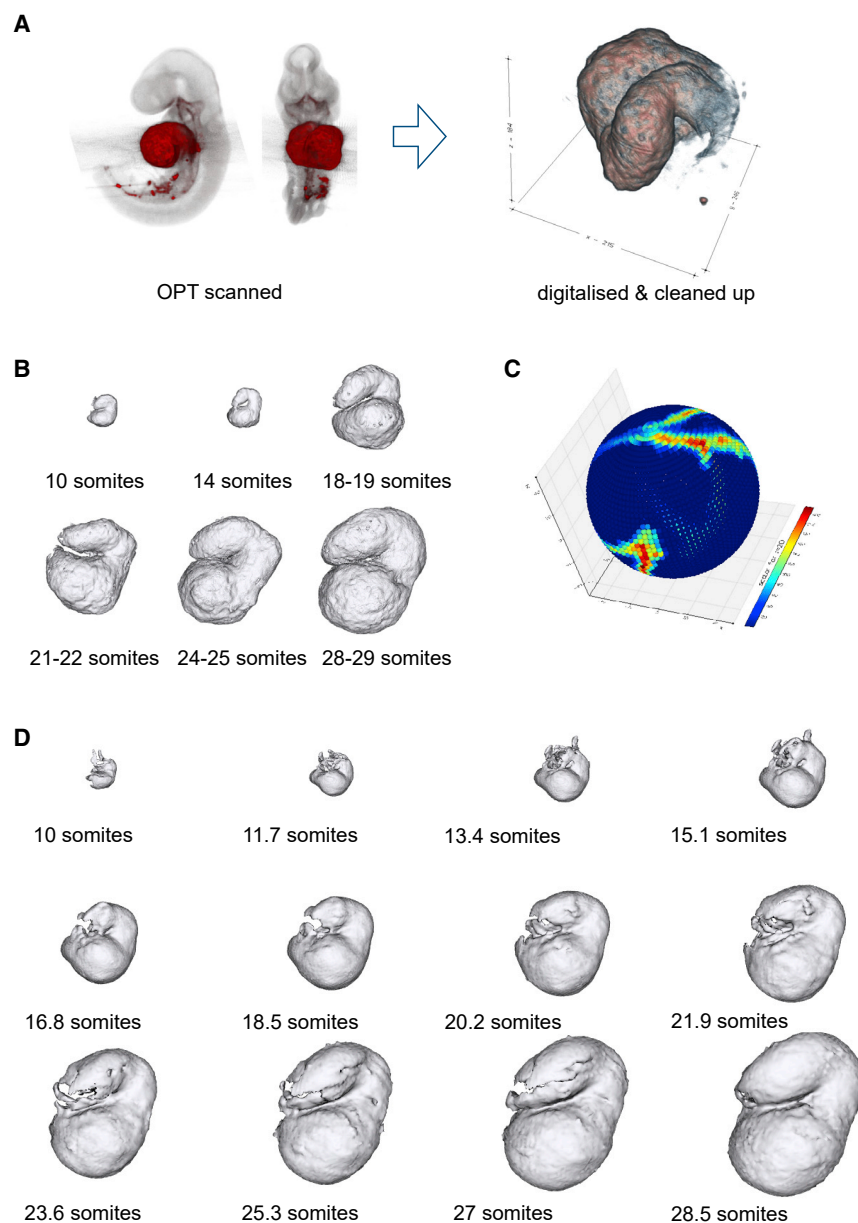 A
z - 184
x - 215
OPT scanned
digitalised & cleaned up
B
C
10 somites
14 somites
18-19 somites
21-22 somites
24-25 somites
28-29 somites
D
10 somites
11.7 somites
13.4 somites
15.1 somites
16.8 somites
18.5 somites
20.2 somites
21.9 somites
23.6 somites
25.3 somites
27 somites
28.5 somites